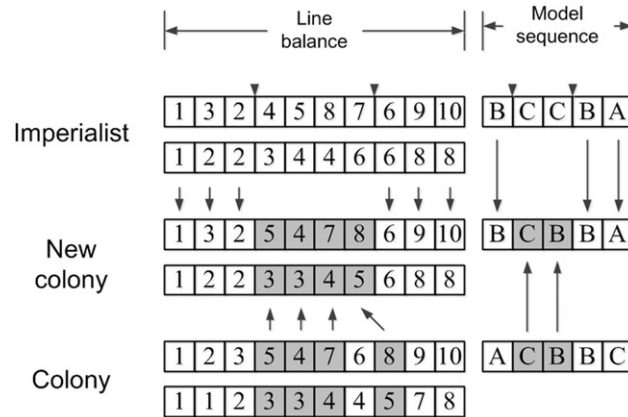 Line balance
Model sequence
Imperialist
1 3 2 4 5 8 7 6 9 10
B C C B A
1 2 2 3 4 4 6 6 8 8
New colony
1 3 2 5 4 7 8 6 9 10
B C B B A
1 2 2 3 3 4 5 6 8 8
Colony
1 2 3 5 4 7 6 8 9 10
A C B B C
1 1 2 3 3 4 4 5 7 8